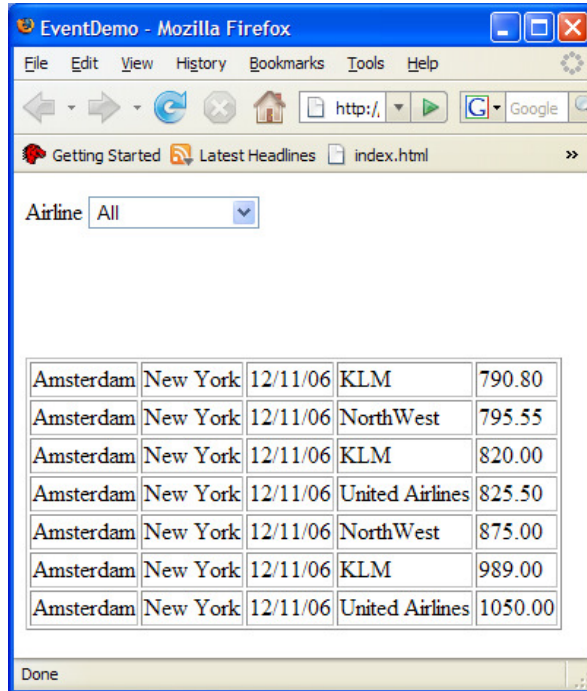 EventDemo - Mozilla Firefox
File Edit View History Bookmarks Tools Help
http:/ G Google
Getting Started Latest Headlines index.html »
Airline All
Amsterdam New York 12/11/06 KLM 790.80
Amsterdam New York 12/11/06 NorthWest 795.55
Amsterdam New York 12/11/06 KLM 820.00
Amsterdam New York 12/11/06 United Airlines 825.50
Amsterdam New York 12/11/06 NorthWest 875.00
Amsterdam New York 12/11/06 KLM 989.00
Amsterdam New York 12/11/06 United Airlines 1050.00
Done